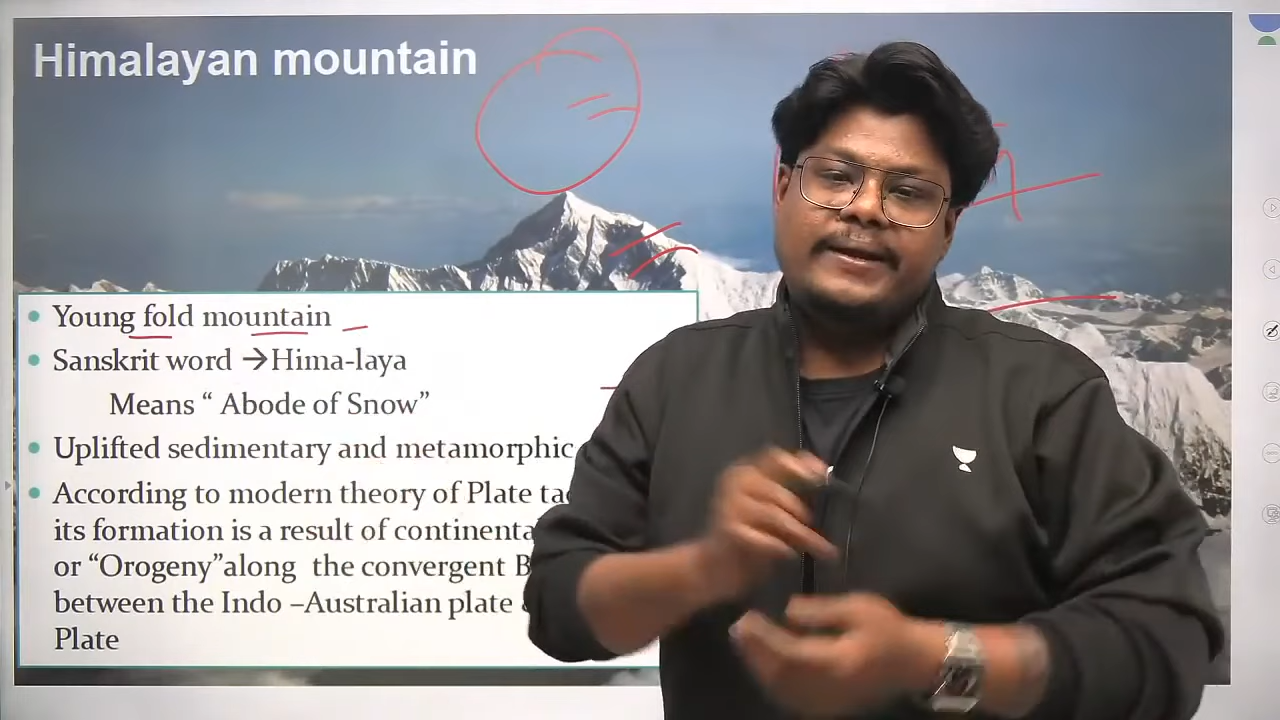 Himalayan mountain
Young fold mountain
Sanskrit word →Hima-laya
Means “ Abode of Snow”
Uplifted sedimentary and metamorphic
According to modern theory of Plate
its formation is a result of
or “Orogeny”along the convergent
between the Indo –Australian plate
Plate